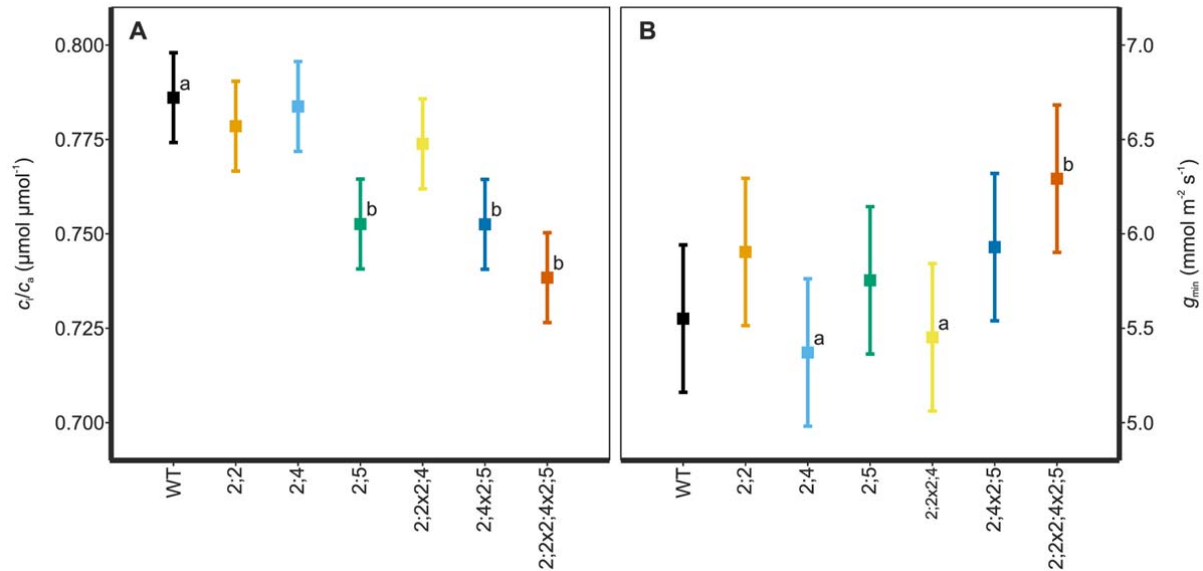 A
B
0.800
0.775
0.750
0.725
0.700
cᵢ/cₐ (µmol µmol⁻¹)
a
b
b
b
WT
2;2
2;4
2;5
2;2x2;4
2;4x2;5
2;2x2;4x2;5
a
a
b
WT
2;2
2;4
2;5
2;2x2;4
2;4x2;5
2;2x2;4x2;5
7.0
6.5
6.0
5.5
5.0
gₘᵢₙ (mmol m⁻² s⁻¹)